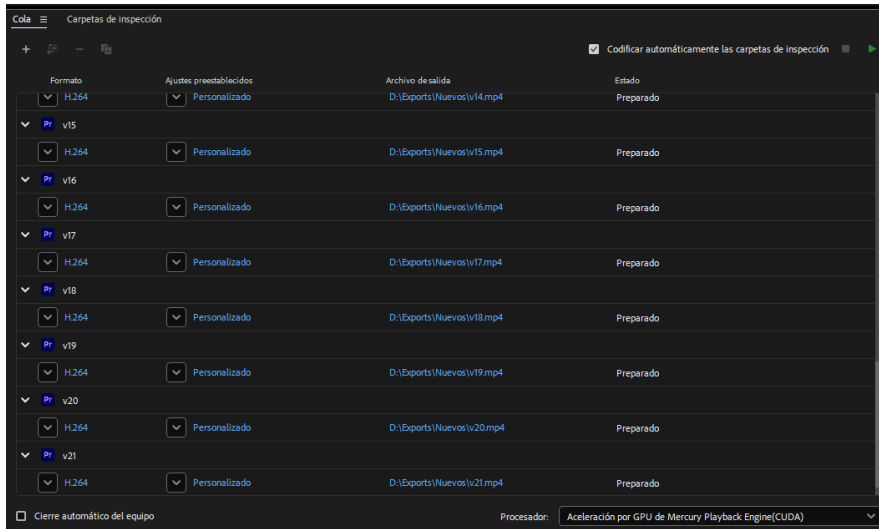 Cola Carpetas de inspección
Codificar automáticamente las carpetas de inspección
Formato Ajustes preestablecidos Archivo de salida Estado
H.264 Personalizado D:\Exports\Nuevos\v14.mp4 Preparado
Pr v15
H.264 Personalizado D:\Exports\Nuevos\v15.mp4 Preparado
Pr v16
H.264 Personalizado D:\Exports\Nuevos\v16.mp4 Preparado
Pr v17
H.264 Personalizado D:\Exports\Nuevos\v17.mp4 Preparado
Pr v18
H.264 Personalizado D:\Exports\Nuevos\v18.mp4 Preparado
Pr v19
H.264 Personalizado D:\Exports\Nuevos\v19.mp4 Preparado
Pr v20
H.264 Personalizado D:\Exports\Nuevos\v20.mp4 Preparado
Pr v21
H.264 Personalizado D:\Exports\Nuevos\v21.mp4 Preparado
Cierre automático del equipo Procesador: Aceleración por GPU de Mercury Playback Engine(CUDA)